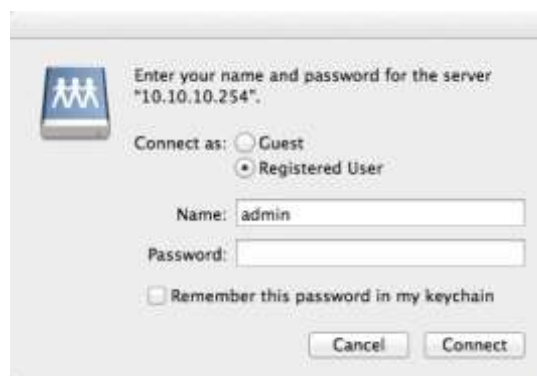 Enter your name and password for the server
"10.10.10.254".
Connect as: Guest
Registered User
Name: admin
Password:
Remember this password in my keychain
Cancel Connect